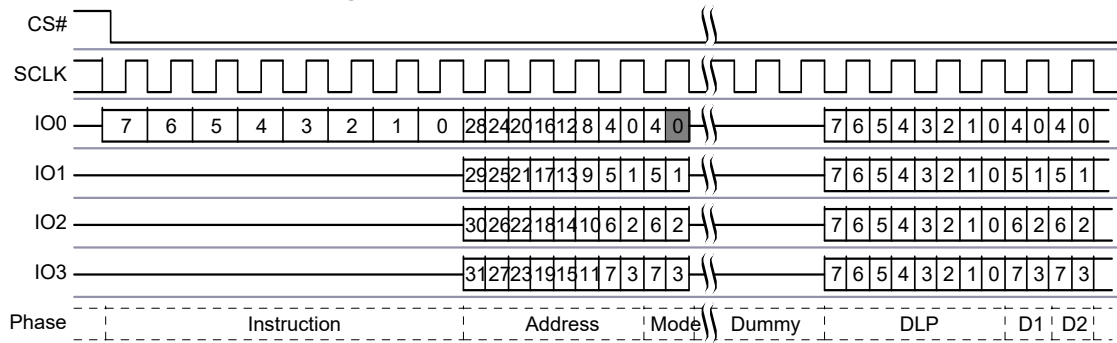 CS#
SCLK
IO0 7 6 5 4 3 2 1 0 28 24 20 16 12 8 4 0 4 0 7 6 5 4 3 2 1 0 4 0 4 0
IO1 29 25 21 17 13 9 5 1 5 1 7 6 5 4 3 2 1 0 5 1 5 1
IO2 30 26 22 18 14 10 6 2 6 2 7 6 5 4 3 2 1 0 6 2 6 2
IO3 31 27 23 19 15 11 7 3 7 3 7 6 5 4 3 2 1 0 7 3 7 3
Phase Instruction Address Mode Dummy DLP D1 D2